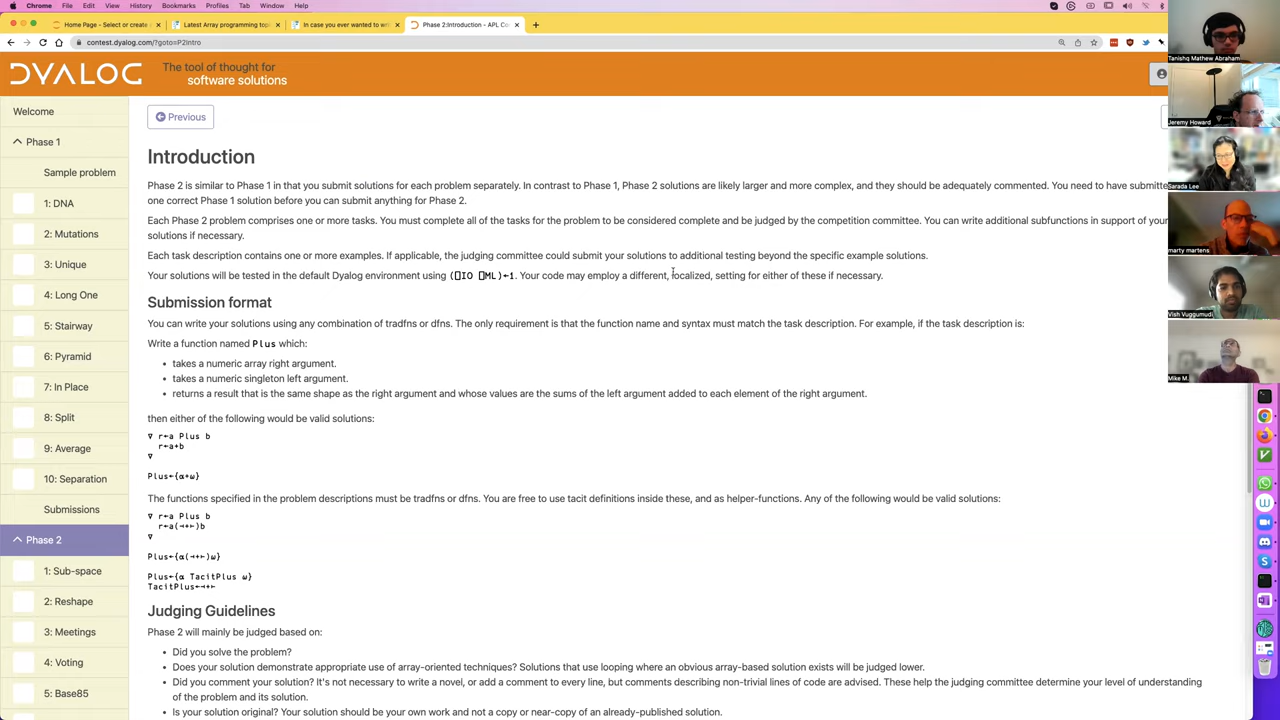 Chrome File Edit View History Bookmarks Profiles Tab Window Help
Home Page - Select or create
Latest Array programming top
In case you ever wanted to wr
Phase 2:Introduction - APL Co
contest.dyalog.com/?goto=P2Intro
DYALOG
The tool of thought for
software solutions
Welcome
Phase 1
Sample problem
1: DNA
2: Mutations
3: Unique
4: Long One
5: Stairway
6: Pyramid
7: In Place
8: Split
9: Average
10: Separation
Submissions
Phase 2
1: Sub-space
2: Reshape
3: Meetings
4: Voting
5: Base85
Previous
Introduction
Phase 2 is similar to Phase 1 in that you submit solutions for each problem separately. In contrast to Phase 1, Phase 2 solutions are likely larger and more complex, and they should be adequately commented. You need to have submitte
one correct Phase 1 solution before you can submit anything for Phase 2.
Each Phase 2 problem comprises one or more tasks. You must complete all of the tasks for the problem to be considered complete and be judged by the competition committee. You can write additional subfunctions in support of your
solutions if necessary.
Each task description contains one or more examples. If applicable, the judging committee could submit your solutions to additional testing beyond the specific example solutions.
Your solutions will be tested in the default Dyalog environment using (⎕IO ⎕ML)←1. Your code may employ a different, localized, setting for either of these if necessary.
Submission format
You can write your solutions using any combination of tradfns or dfns. The only requirement is that the function name and syntax must match the task description. For example, if the task description is:
Write a function named Plus which:
• takes a numeric array right argument.
• takes a numeric singleton left argument.
• returns a result that is the same shape as the right argument and whose values are the sums of the left argument added to each element of the right argument.
then either of the following would be valid solutions:
∇ r←a Plus b
r←a+b
∇
Plus←{⍺+⍵}
The functions specified in the problem descriptions must be tradfns or dfns. You are free to use tacit definitions inside these, and as helper-functions. Any of the following would be valid solutions:
∇ r←a Plus b
r←a(⊣+⊢)b
∇
Plus←{⍺(⊣+⊢)⍵}
Plus←{⍺ TacitPlus ⍵}
TacitPlus←⊣+⊢
Judging Guidelines
Phase 2 will mainly be judged based on:
• Did you solve the problem?
• Does your solution demonstrate appropriate use of array-oriented techniques? Solutions that use looping where an obvious array-based solution exists will be judged lower.
• Did you comment your solution? It's not necessary to write a novel, or add a comment to every line, but comments describing non-trivial lines of code are advised. These help the judging committee determine your level of understanding
of the problem and its solution.
• Is your solution original? Your solution should be your own work and not a copy or near-copy of an already-published solution.
Tanishq Mathew Abraham
Jeremy Howard
Sarada Lee
marty martens
Vish Vuggumudi
Mike M.